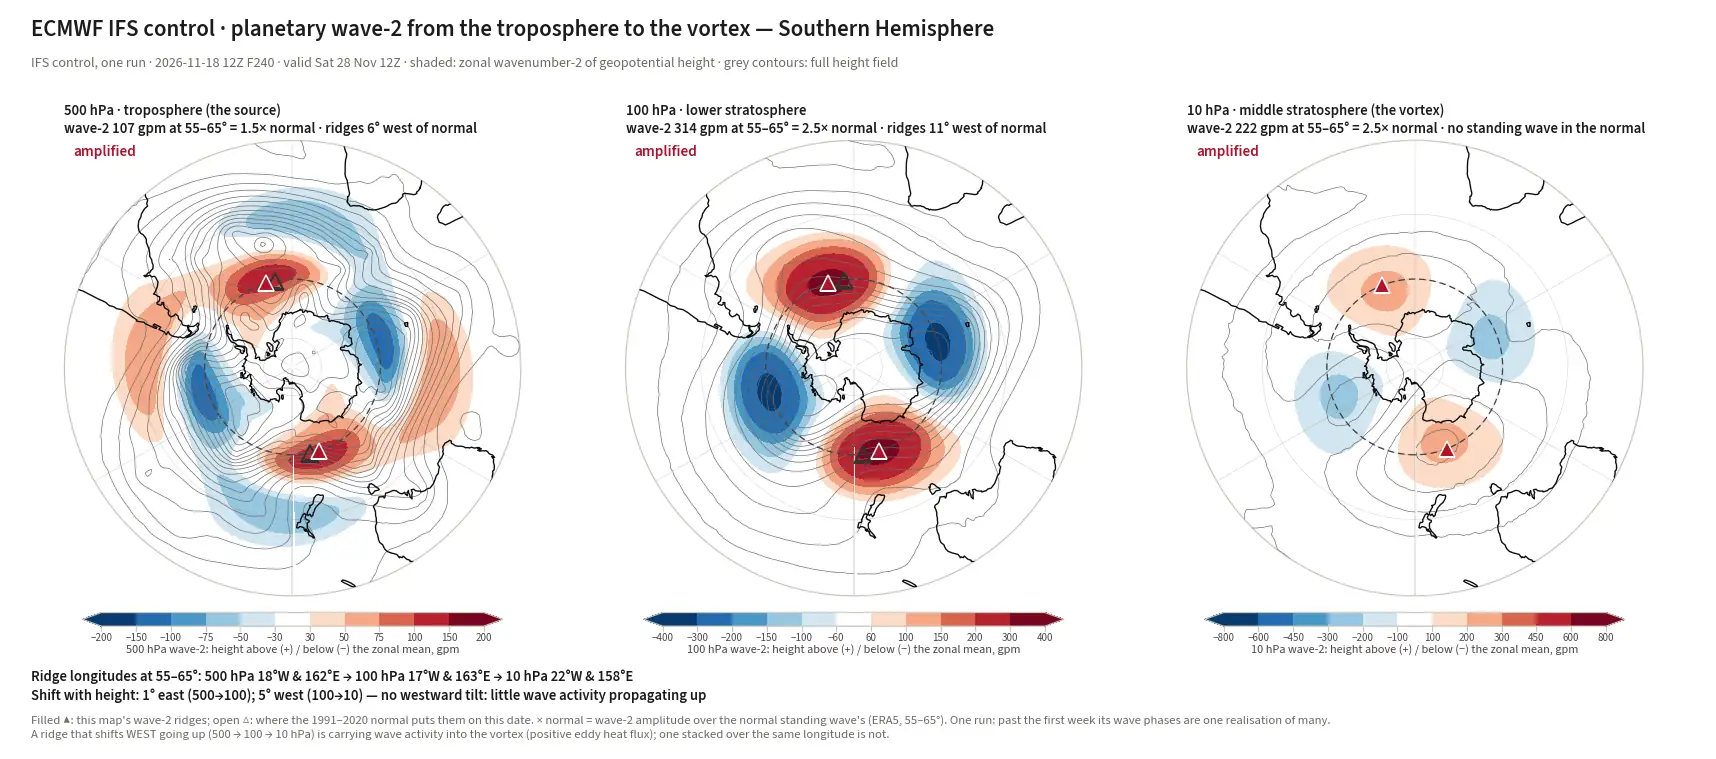 ECMWF IFS control · planetary wave-2 from the troposphere to the vortex — Southern Hemisphere
IFS control, one run · 2026-11-18 12Z F240 · valid Sat 28 Nov 12Z · shaded: zonal wavenumber-2 of geopotential height · grey contours: full height field
500 hPa · troposphere (the source)
wave-2 107 gpm at 55–65° = 1.5× normal · ridges 6° west of normal
amplified
100 hPa · lower stratosphere
wave-2 314 gpm at 55–65° = 2.5× normal · ridges 11° west of normal
amplified
10 hPa · middle stratosphere (the vortex)
wave-2 222 gpm at 55–65° = 2.5× normal · no standing wave in the normal
amplified
−200 −150 −100 −75 −50 −30 30 50 75 100 150 200
500 hPa wave-2: height above (+) / below (−) the zonal mean, gpm
−400 −300 −200 −150 −100 −60 60 100 150 200 300 400
100 hPa wave-2: height above (+) / below (−) the zonal mean, gpm
−800 −600 −450 −300 −200 −100 100 200 300 450 600 800
10 hPa wave-2: height above (+) / below (−) the zonal mean, gpm
Ridge longitudes at 55–65°: 500 hPa 18°W & 162°E → 100 hPa 17°W & 163°E → 10 hPa 22°W & 158°E
Shift with height: 1° east (500→100); 5° west (100→10) — no westward tilt: little wave activity propagating up
Filled ▲: this map's wave-2 ridges; open △: where the 1991–2020 normal puts them on this date. × normal = wave-2 amplitude over the normal standing wave's (ERA5, 55–65°). One run: past the first week its wave phases are one realisation of many.
A ridge that shifts WEST going up (500 → 100 → 10 hPa) is carrying wave activity into the vortex (positive eddy heat flux); one stacked over the same longitude is not.